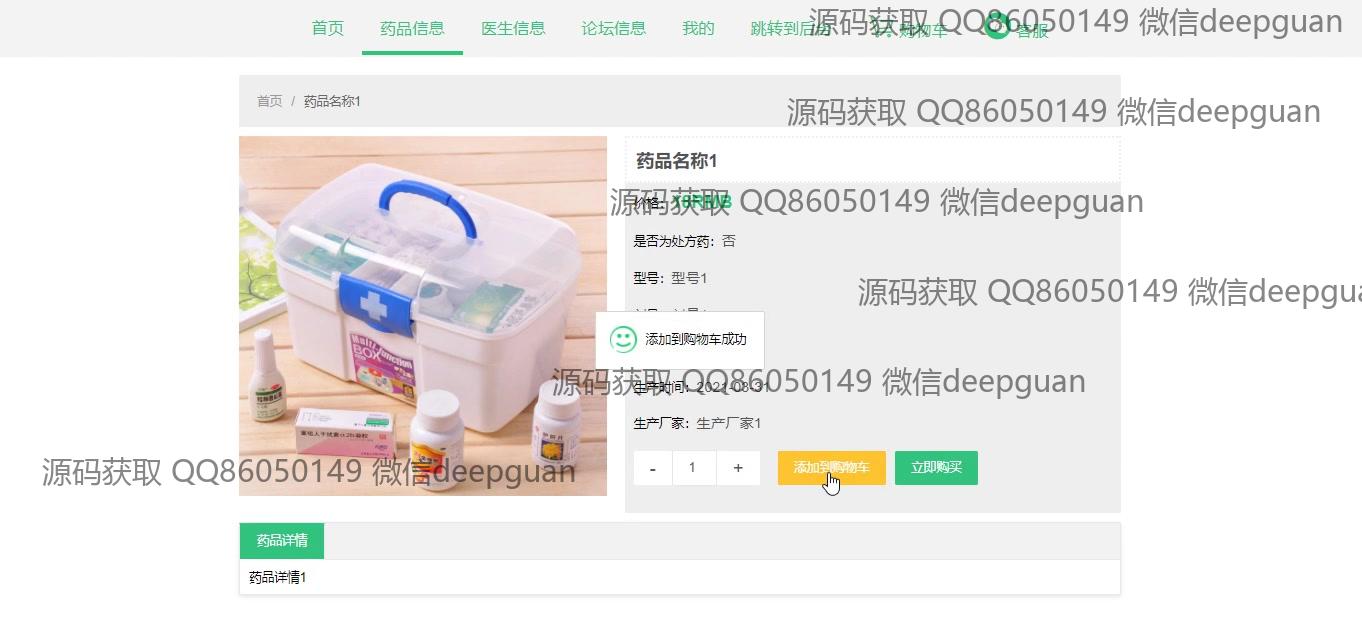 首页 药品信息 医生信息 论坛信息 我的 跳转到后台 购物车 客服
源码获取 QQ86050149 微信deepguan
首页 / 药品名称1
源码获取 QQ86050149 微信deepguan
药品名称1
价格：
源码获取 QQ86050149 微信deepguan
是否为处方药：否
型号：型号1
源码获取 QQ86050149 微信deepguan
添加到购物车成功
生产时间：2021-03-31
源码获取 QQ86050149 微信deepguan
生产厂家：生产厂家1
- 1 + 添加到购物车 立即购买
源码获取 QQ86050149 微信deepguan
Multi-function
BOX
药品详情
药品详情1